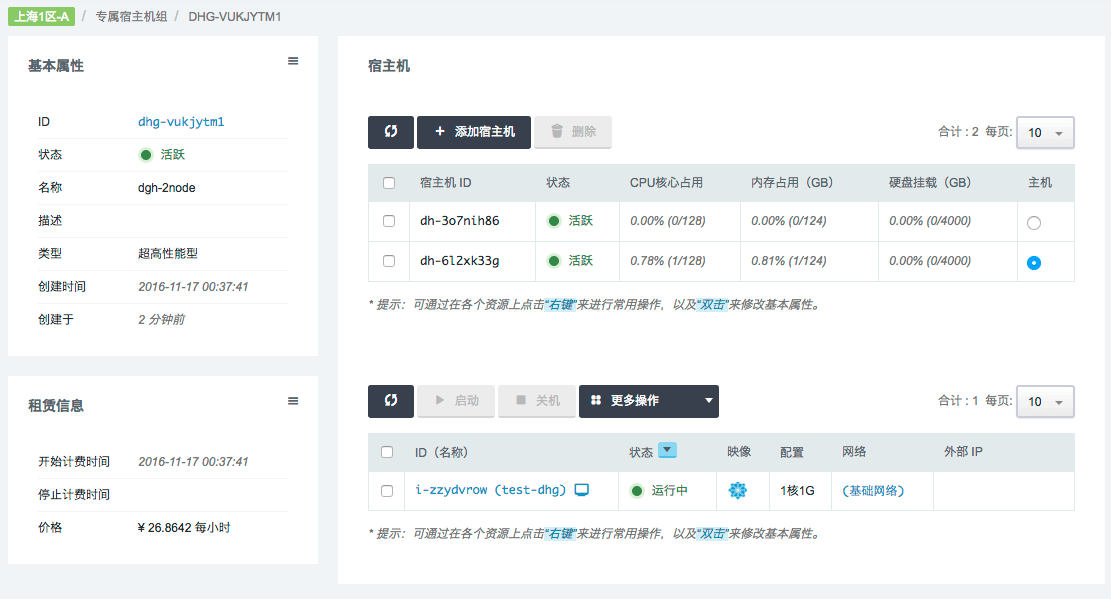 上海1区-A / 专属宿主机组 / DHG-VUKJYTM1
基本属性
ID dhg-vukjytm1
状态 活跃
名称 dgh-2node
描述
类型 超高性能型
创建时间 2016-11-17 00:37:41
创建于 2 分钟前
租赁信息
开始计费时间 2016-11-17 00:37:41
停止计费时间
价格 ¥ 26.8642 每小时
宿主机
+ 添加宿主机 删除 合计 : 2 每页: 10
宿主机 ID 状态 CPU核心占用 内存占用（GB） 硬盘挂载（GB） 主机
dh-3o7nih86 活跃 0.00% (0/128) 0.00% (0/124) 0.00% (0/4000)
dh-6l2xk33g 活跃 0.78% (1/128) 0.81% (1/124) 0.00% (0/4000)
* 提示：可通过在各个资源上点击“右键”来进行常用操作，以及“双击”来修改基本属性。
启动 关机 更多操作 合计 : 1 每页: 10
ID（名称） 状态 映像 配置 网络 外部 IP
i-zzydvrow (test-dhg) 运行中 1核1G (基础网络)
* 提示：可通过在各个资源上点击“右键”来进行常用操作，以及“双击”来修改基本属性。